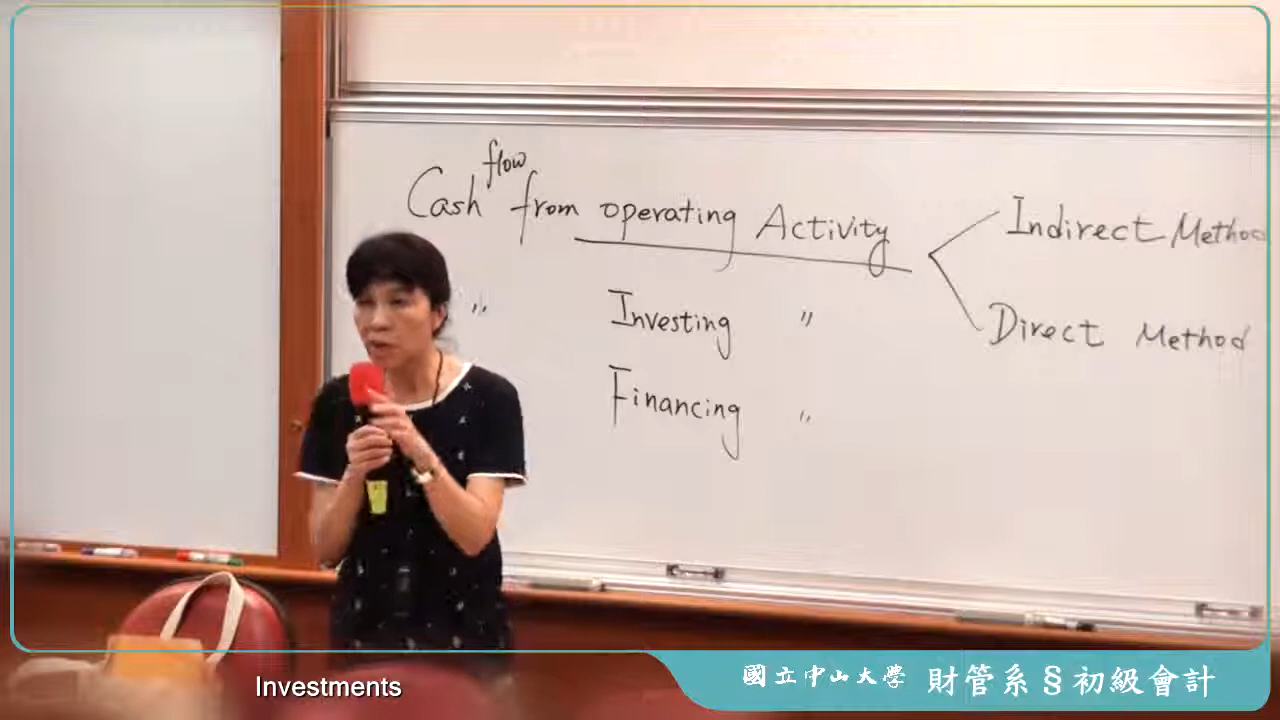 Cash flow from operating Activity
Indirect Method
Direct Method
" Investing "
Financing "
Investments
國立中山大學 財管系 § 初級會計